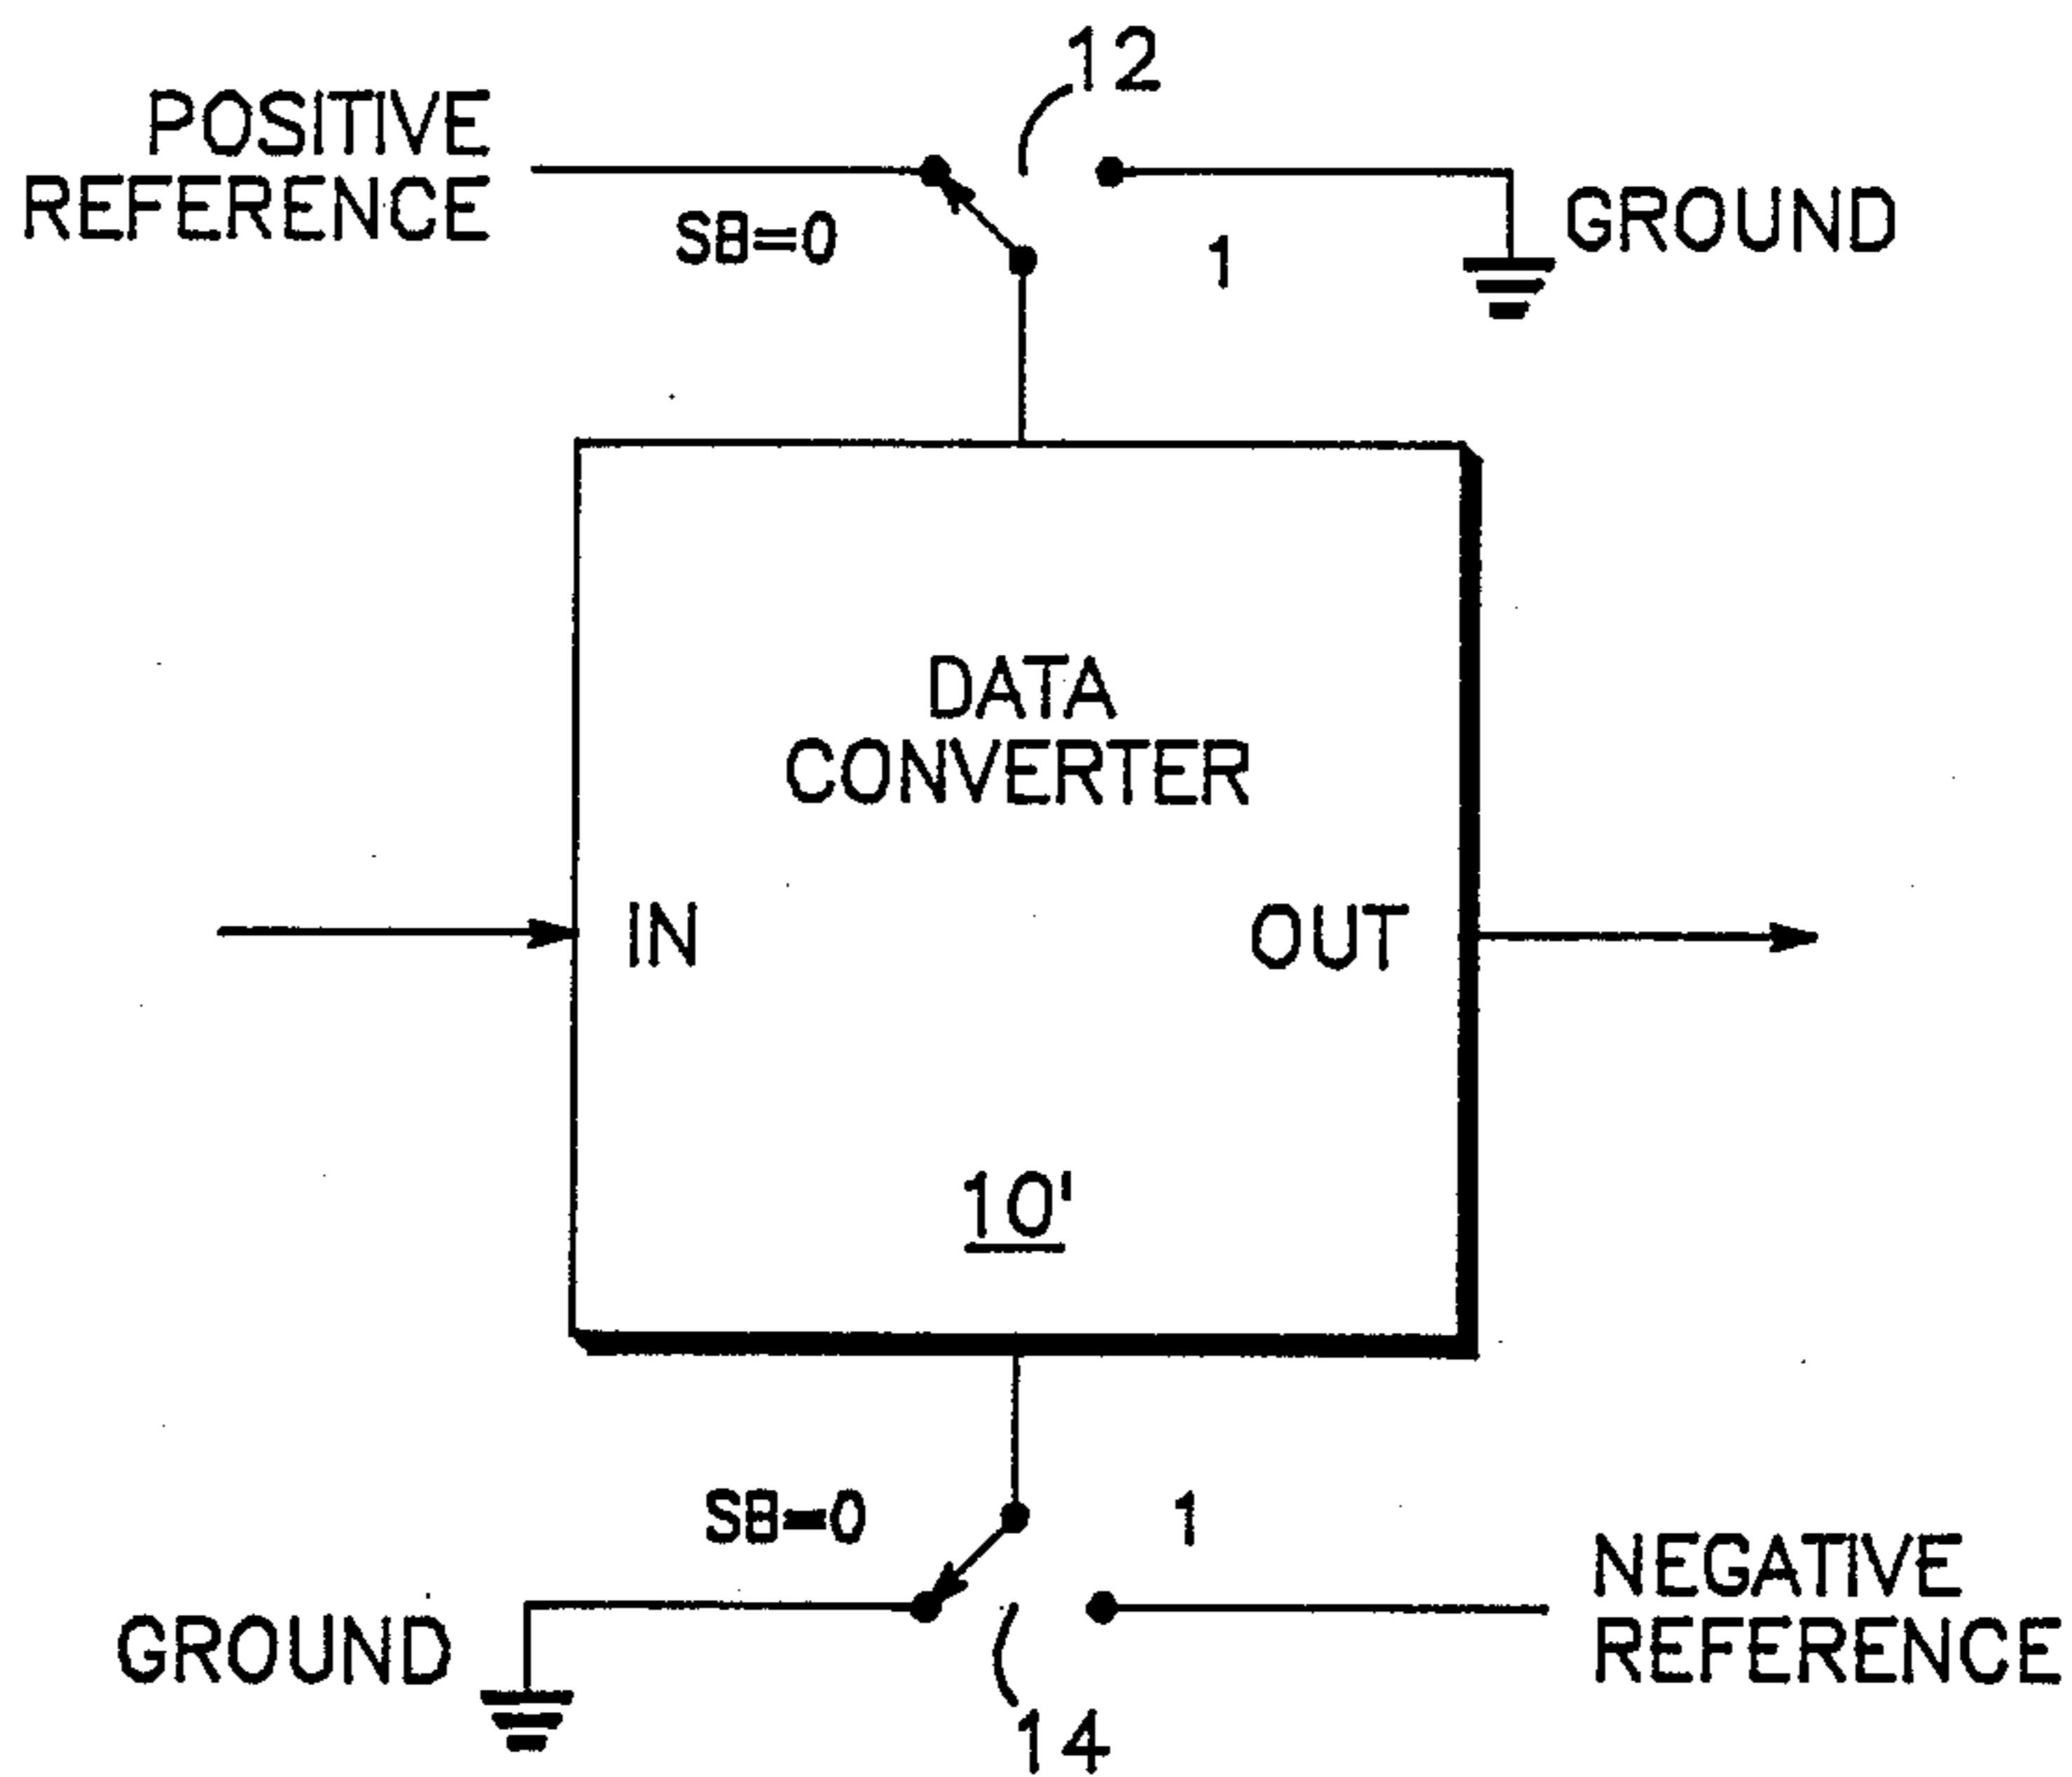 12
POSITIVE
REFERENCE
SB=0
1
GROUND
DATA
CONVERTER
IN
OUT
10'
SB=0
1
NEGATIVE
REFERENCE
GROUND
14